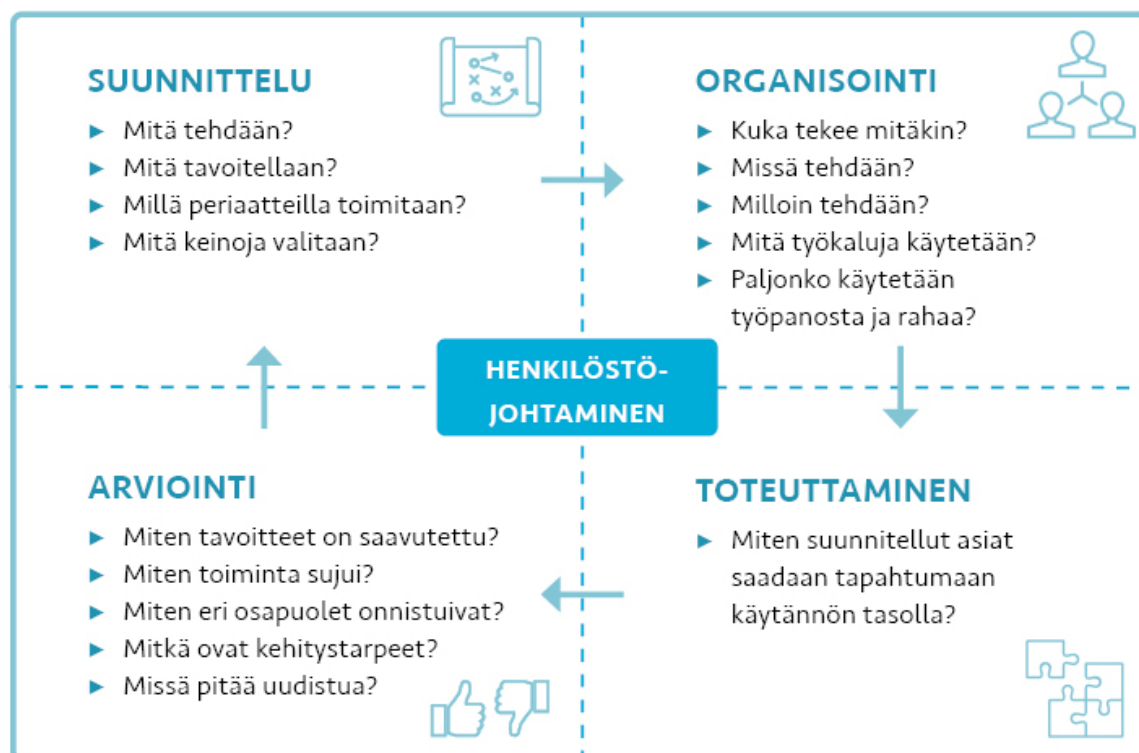 SUUNNITTELU
► Mitä tehdään?
► Mitä tavoitellaan?
► Millä periaatteilla toimitaan?
► Mitä keinoja valitaan?
ORGANISOINTI
► Kuka tekee mitäkin?
► Missä tehdään?
► Milloin tehdään?
► Mitä työkaluja käytetään?
► Paljonko käytetään
työpanosta ja rahaa?
HENKILÖSTÖ-
JOHTAMINEN
ARVIOINTI
► Miten tavoitteet on saavutettu?
► Miten toiminta sujui?
► Miten eri osapuolet onnistuivat?
► Mitkä ovat kehitystarpeet?
► Missä pitää uudistua?
TOTEUTTAMINEN
► Miten suunnitellut asiat
saadaan tapahtumaan
käytännön tasolla?